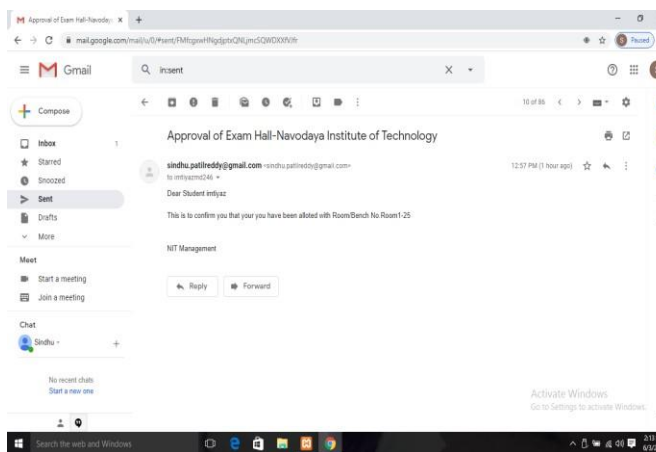 Approval of Exam Hall-Navodaya
mail.google.com/mail/u/0/#sent/
Paused
Gmail
in:sent
Compose
10 of 86
Inbox 1
Starred
Snoozed
Sent
Drafts
More
Approval of Exam Hall-Navodaya Institute of Technology
sindhu.patilreddy@gmail.com <sindhu.patilreddy@gmail.com>
12:57 PM (1 hour ago)
to imtiyazmd246
Dear Student imtiyaz
This is to confirm you that your you have been alloted with Room/Bench No.Room1-25
NIT Management
Reply
Forward
Meet
Start a meeting
Join a meeting
Chat
Sindhu
No recent chats
Start a new one
Activate Windows
Go to Settings to activate Windows.
Search the web and Windows